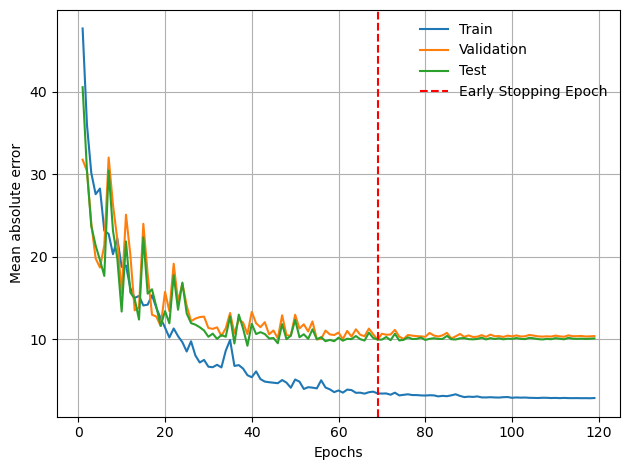 Mean absolute error
40
30
20
10
0
20
40
60
80
100
120
Epochs
Train
Validation
Test
Early Stopping Epoch